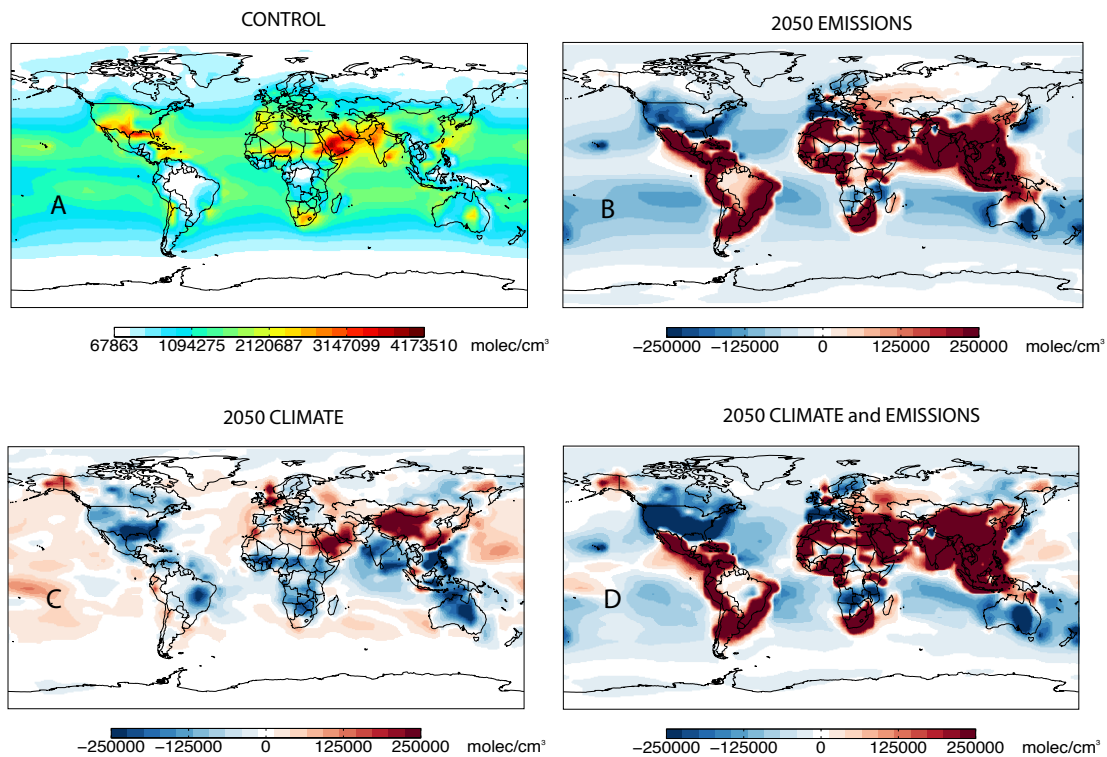 CONTROL
2050 EMISSIONS
A
B
67863 1094275 2120687 3147099 4173510 molec/cm³
−250000 −125000 0 125000 250000 molec/cm³
2050 CLIMATE
2050 CLIMATE and EMISSIONS
C
D
−250000 −125000 0 125000 250000 molec/cm³
−250000 −125000 0 125000 250000 molec/cm³